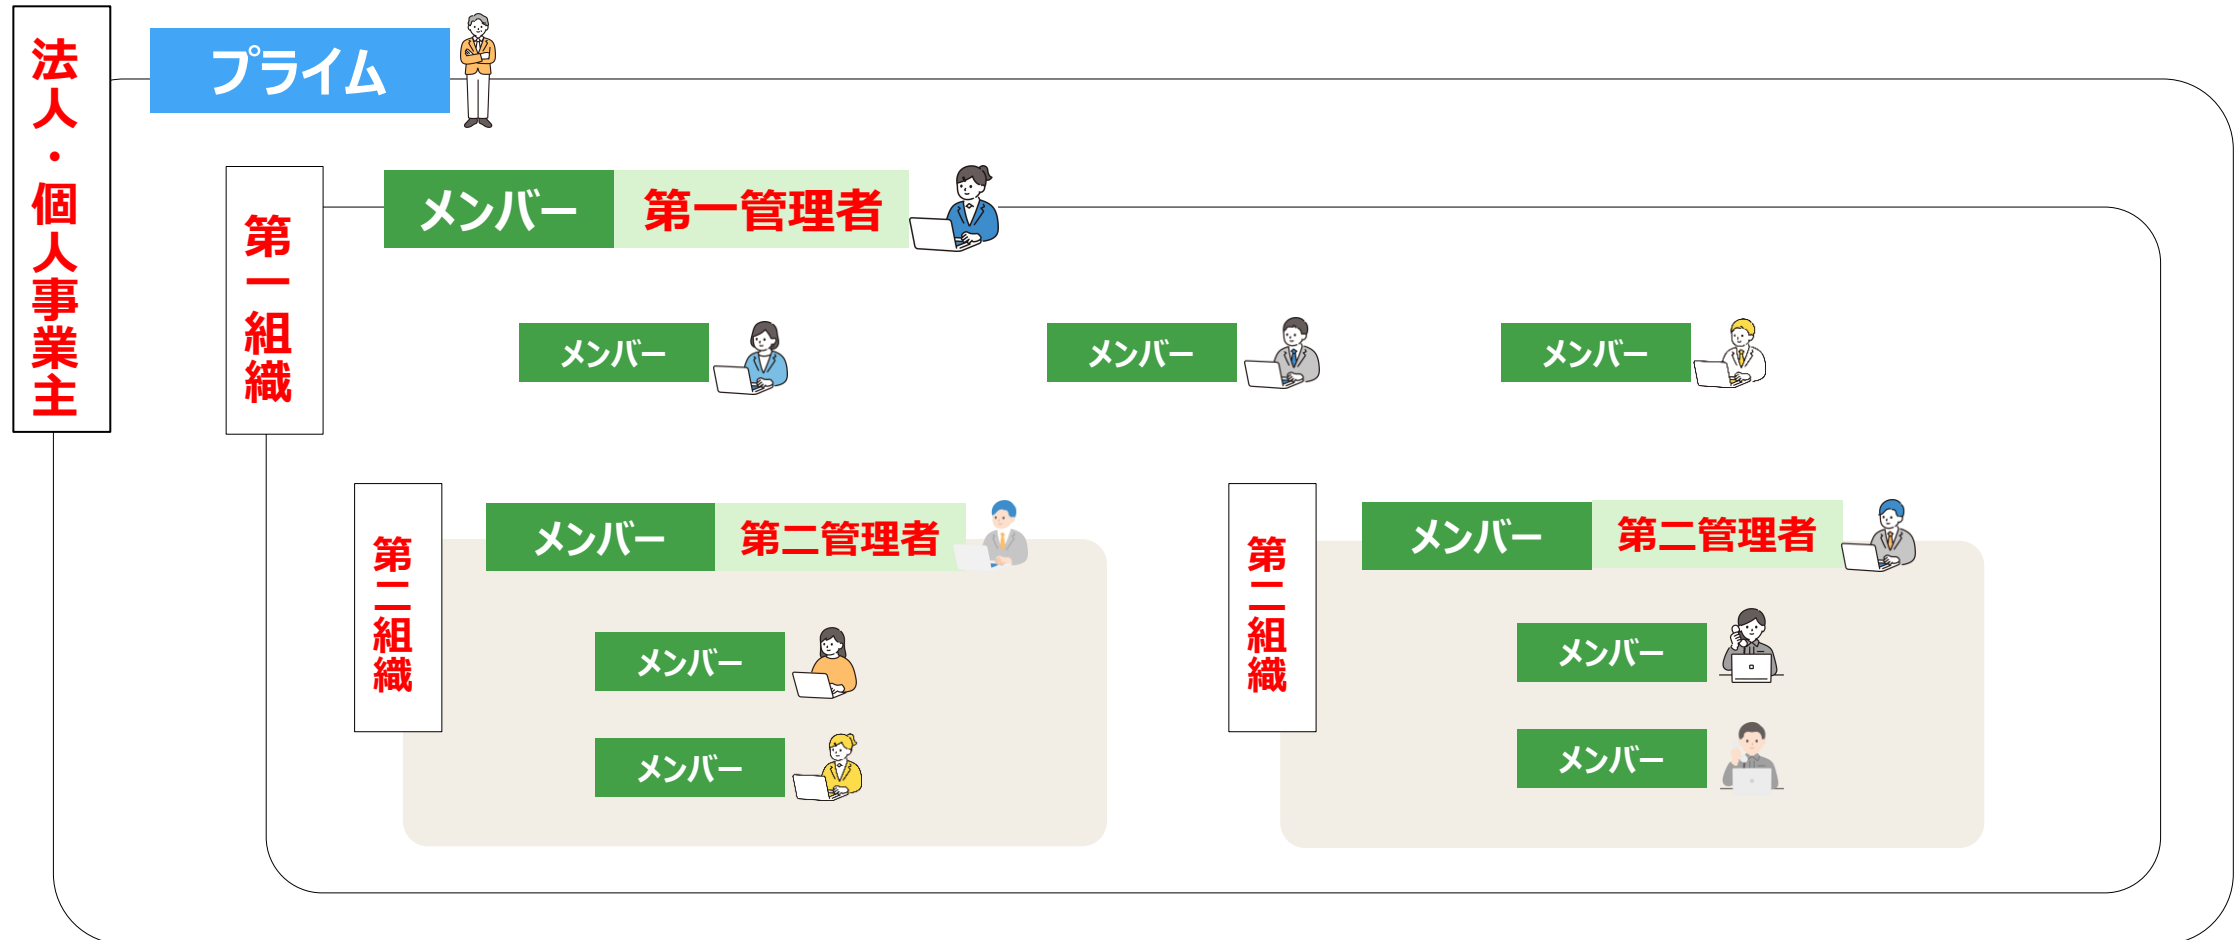 法人・個人事業主
プライム
第一組織
メンバー 第一管理者
メンバー
メンバー
メンバー
第二組織
メンバー 第二管理者
メンバー
メンバー
第二組織
メンバー 第二管理者
メンバー
メンバー